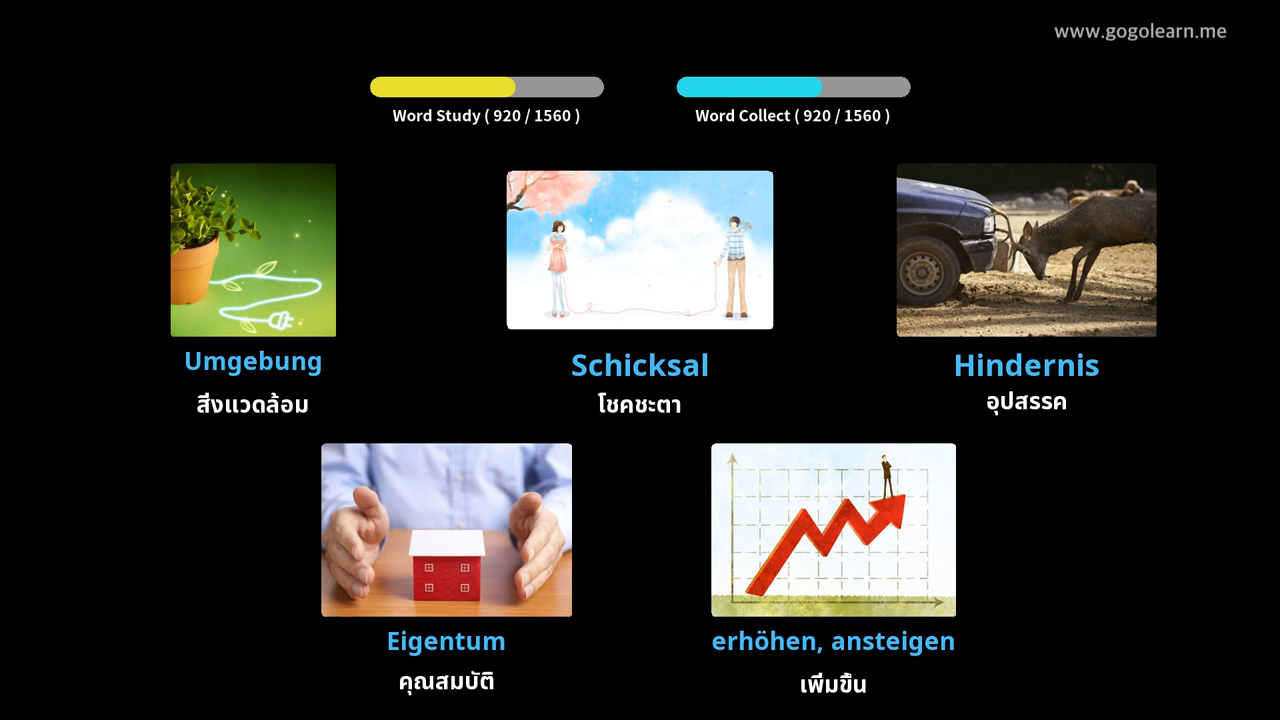 www.gogolearn.me
Word Study ( 920 / 1560 )
Word Collect ( 920 / 1560 )
Umgebung
สิ่งแวดล้อม
Schicksal
โชคชะตา
Hindernis
อุปสรรค
Eigentum
คุณสมบัติ
erhöhen, ansteigen
เพิ่มขึ้น